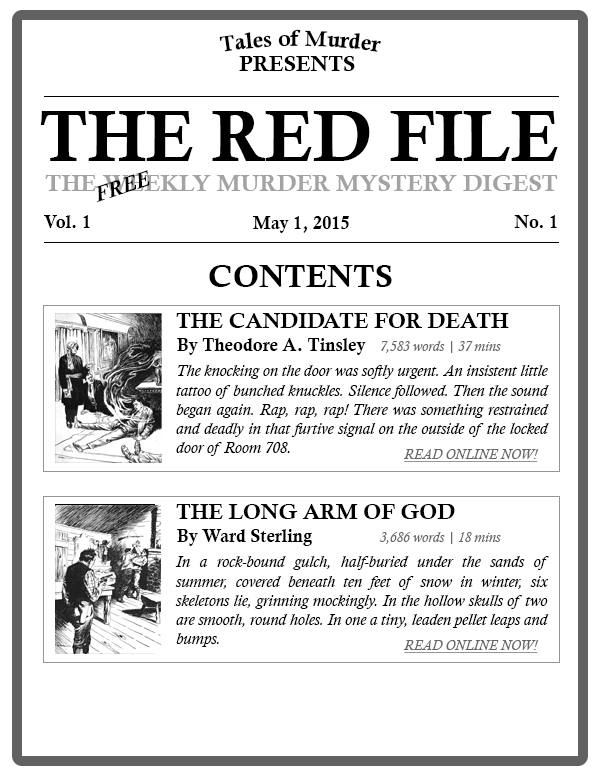 Tales of Murder
PRESENTS
THE RED FILE
THE WEEKLY MURDER MYSTERY DIGEST
FREE
Vol. 1 May 1, 2015 No. 1
CONTENTS
THE CANDIDATE FOR DEATH
By Theodore A. Tinsley 7,583 words | 37 mins
The knocking on the door was softly urgent. An insistent little
tattoo of bunched knuckles. Silence followed. Then the sound
began again. Rap, rap, rap! There was something restrained
and deadly in that furtive signal on the outside of the locked
door of Room 708.
READ ONLINE NOW!
THE LONG ARM OF GOD
By Ward Sterling 3,686 words | 18 mins
In a rock-bound gulch, half-buried under the sands of
summer, covered beneath ten feet of snow in winter, six
skeletons lie, grinning mockingly. In the hollow skulls of two
are smooth, round holes. In one a tiny, leaden pellet leaps and
bumps.
READ ONLINE NOW!